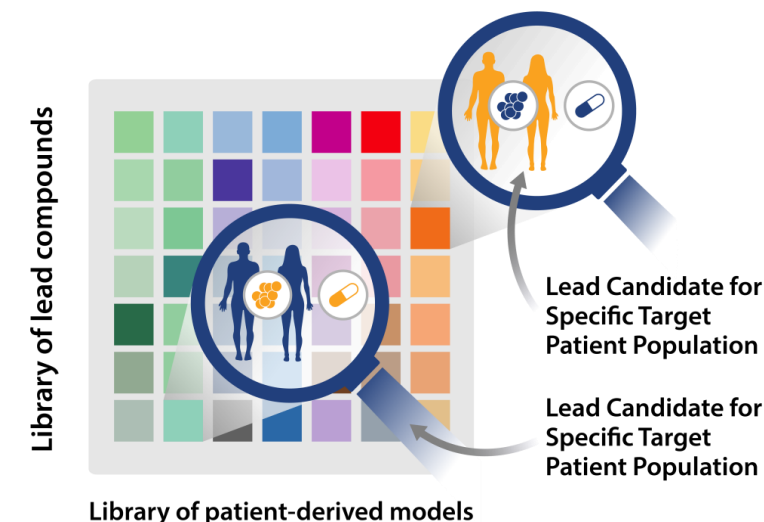 Library of lead compounds
Lead Candidate for
Specific Target
Patient Population
Lead Candidate for
Specific Target
Patient Population
Library of patient-derived models